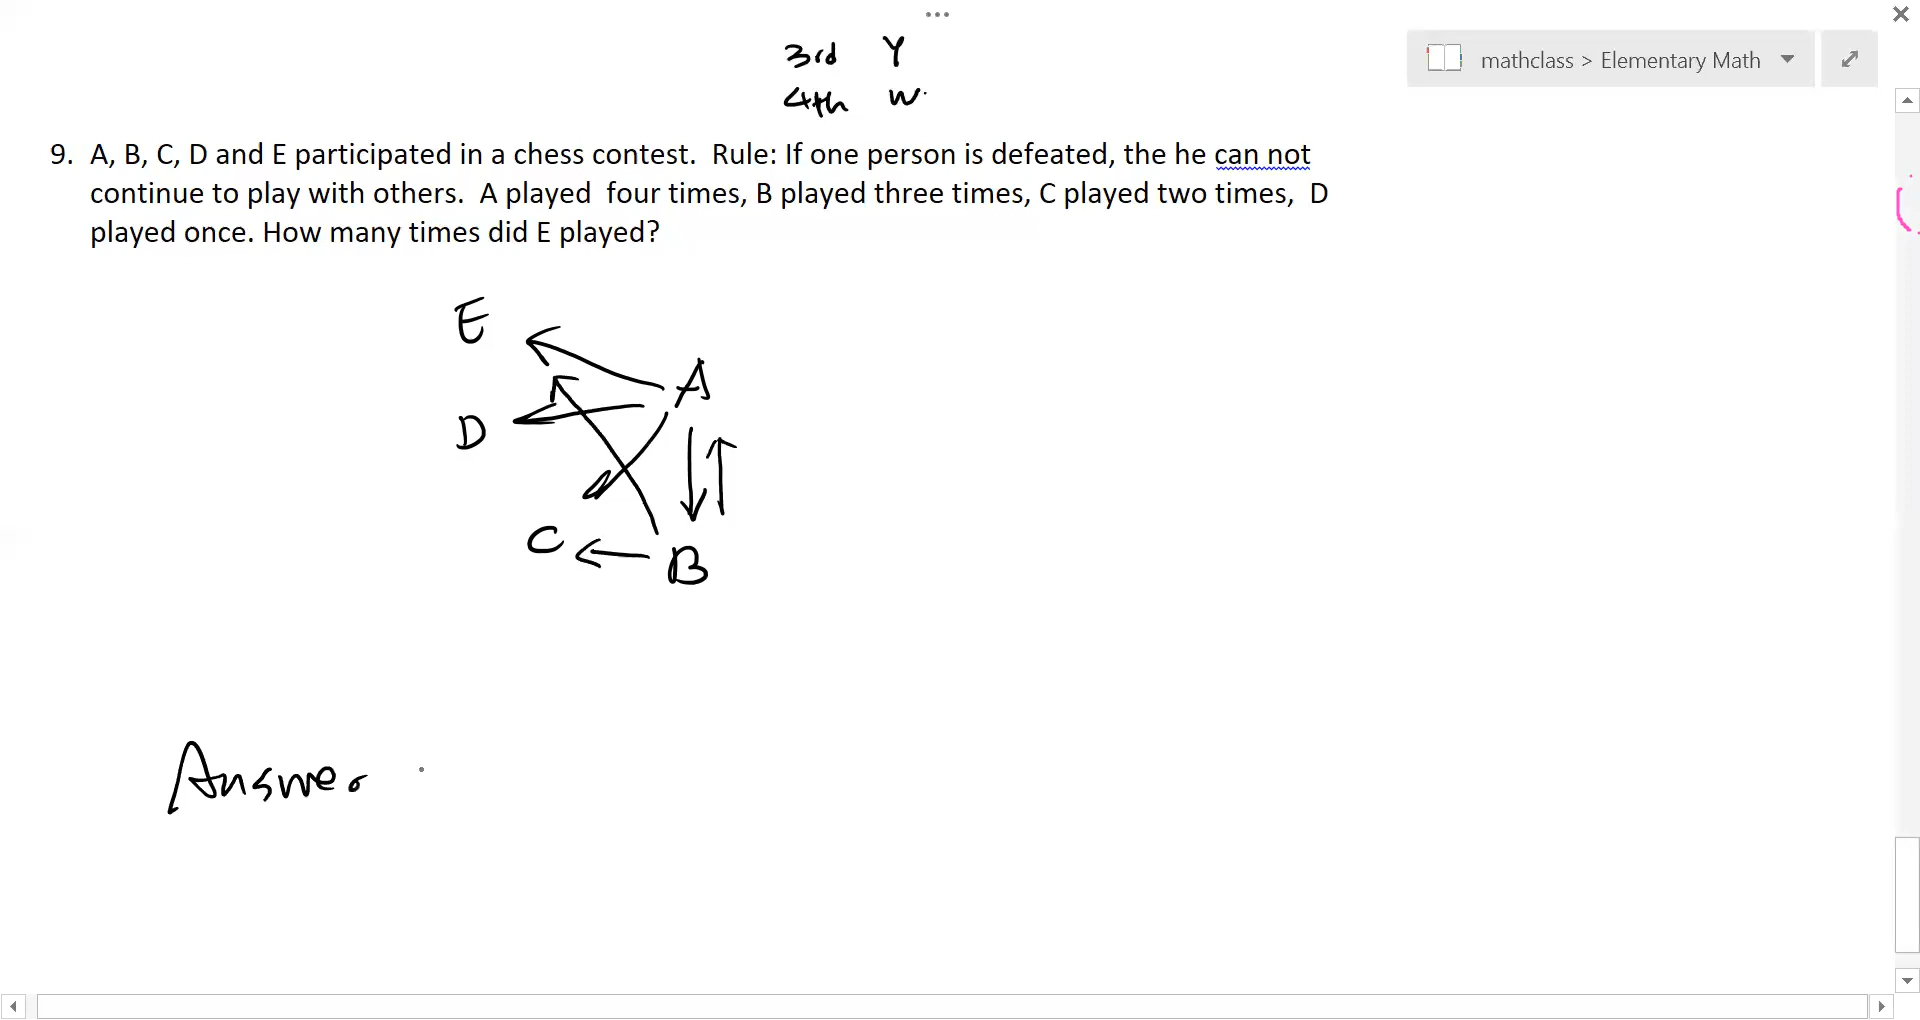 3rd Y
4th W
mathclass > Elementary Math
9. A, B, C, D and E participated in a chess contest. Rule: If one person is defeated, the he can not
continue to play with others. A played four times, B played three times, C played two times, D
played once. How many times did E played?
E
A
D
C
B
Answer